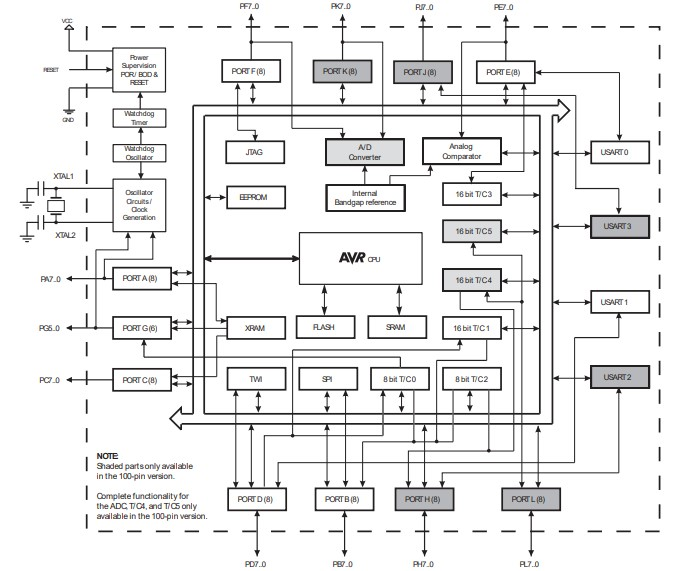 PF7..0
PK7..0
PJ7..0
PE7..0
VCC
RESET
GND
Power
Supervision
POR/ BOD &
RESET
PORT F (8)
PORT K (8)
PORT J (8)
PORT E (8)
Watchdog
Timer
Watchdog
Oscillator
JTAG
A/D
Converter
Analog
Comparator
USART 0
XTAL1
XTAL2
Oscillator
Circuits /
Clock
Generation
EEPROM
Internal
Bandgap reference
16 bit T/C3
16 bit T/C5
USART 3
AVR CPU
PA7..0
PORT A (8)
16 bit T/C4
USART 1
PG5..0
PORT G (6)
XRAM
FLASH
SRAM
16 bit T/C1
PC7..0
PORT C (8)
TWI
SPI
8 bit T/C0
8 bit T/C2
USART 2
NOTE:
Shaded parts only available
in the 100-pin version.
Complete functionality for
the ADC, T/C4, and T/C5 only
available in the 100-pin version.
PORT D (8)
PORT B (8)
PORT H (8)
PORT L (8)
PD7..0
PB7..0
PH7..0
PL7..0